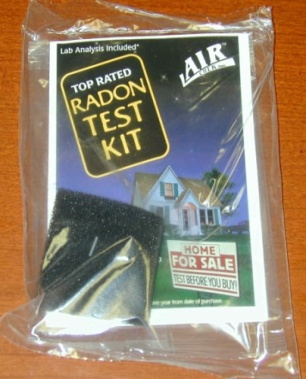 Lab Analysis Included*
AIR
CHEK
TOP RATED
RADON
TEST
KIT
HOME
FOR SALE
TEST BEFORE YOU BUY!
year from date of purchase.